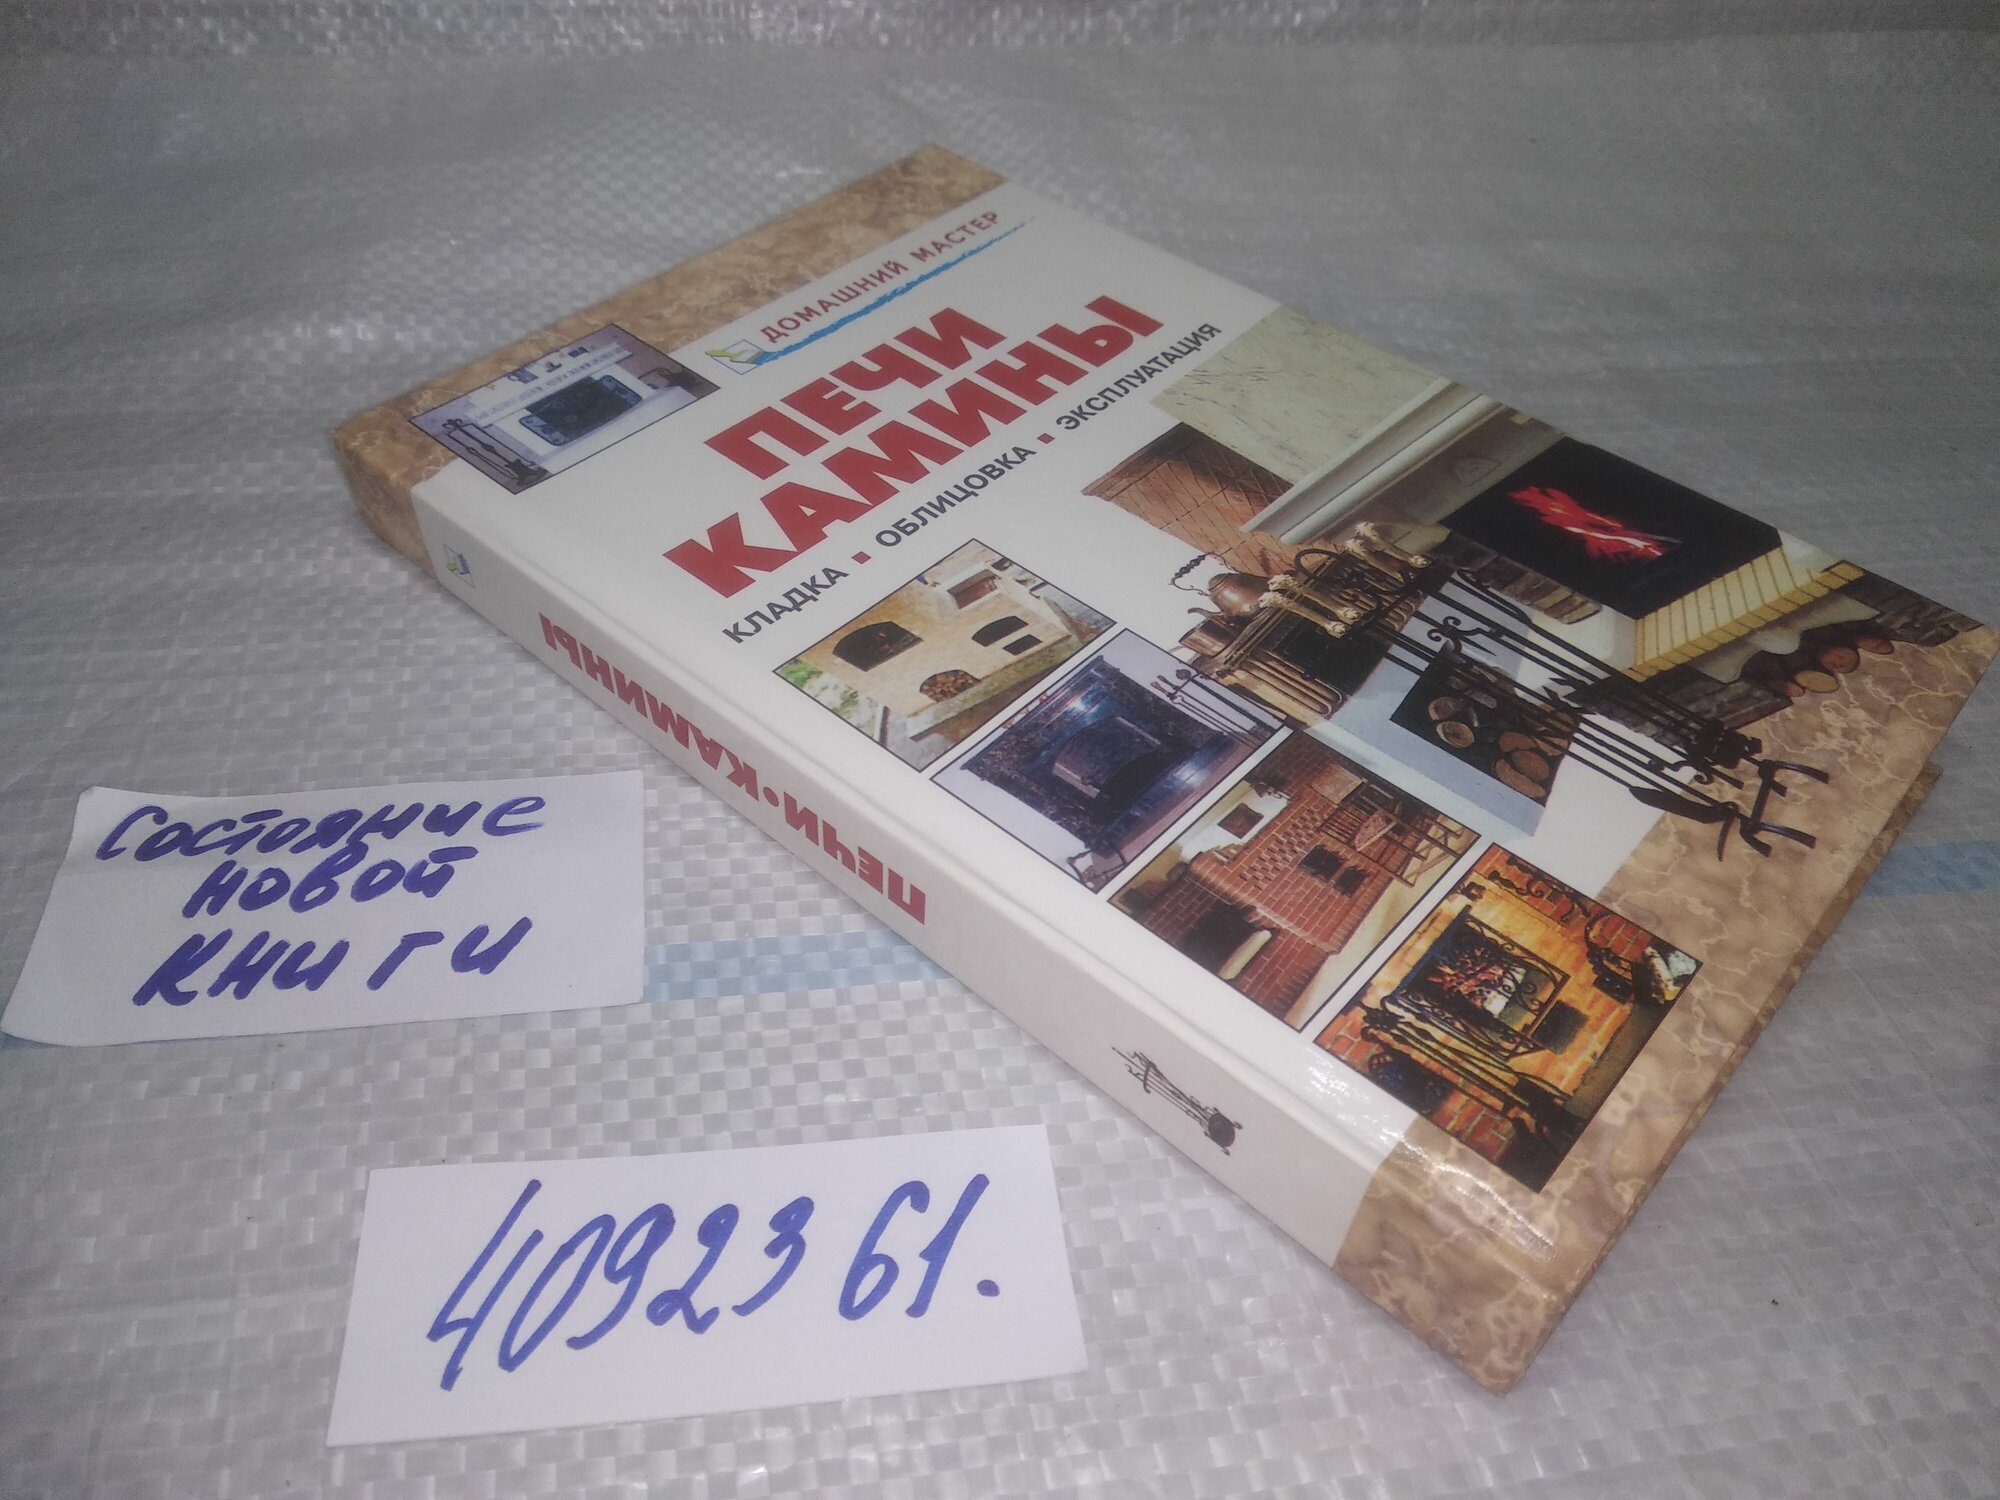 ДОМАШНИЙ МАСТЕР
ПЕЧИ
КАМИНЫ
КЛАДКА ▪ ОБЛИЦОВКА ▪ ЭКСПЛУАТАЦИЯ
ПЕЧИ • КАМИНЫ
Состояние
новой
книги
4092361.